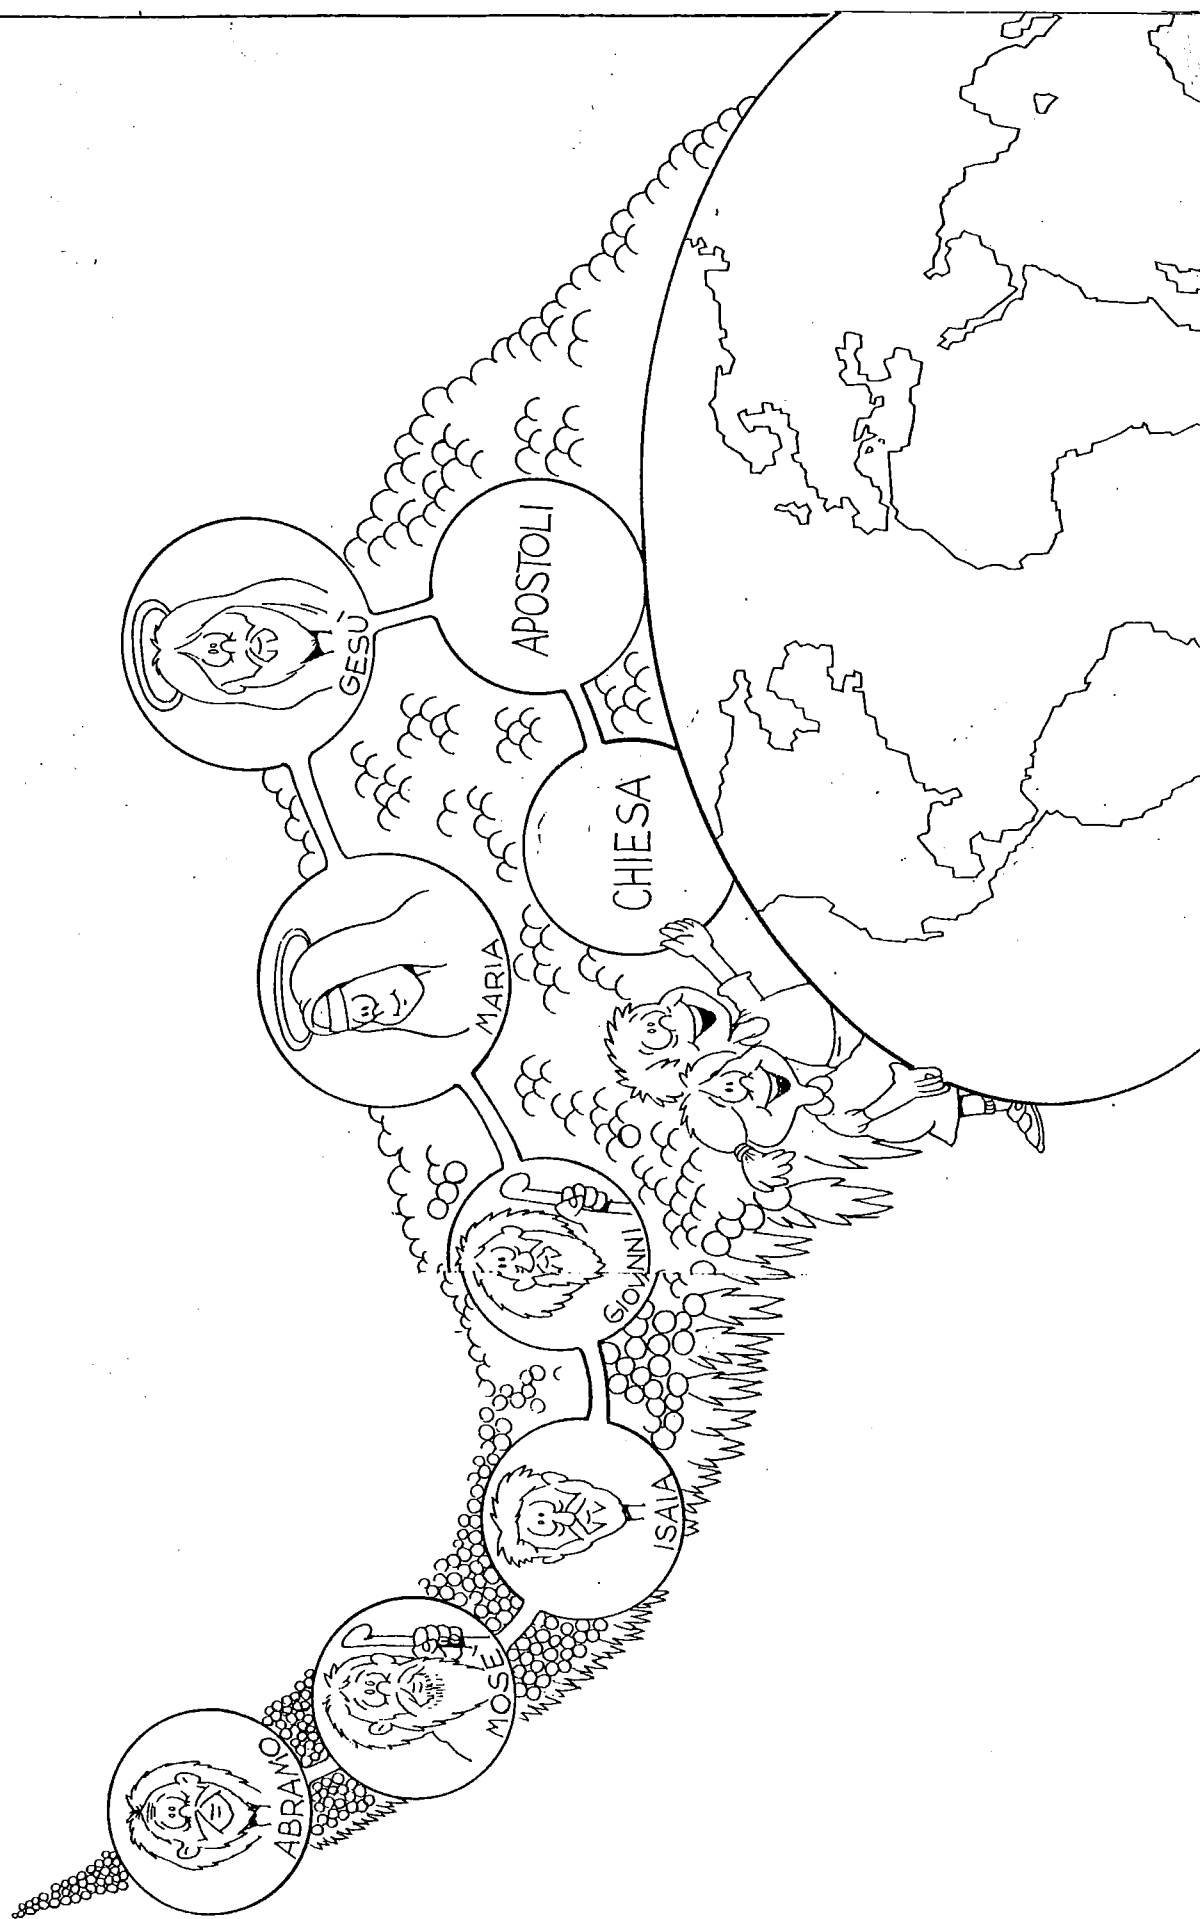 ABRAMO
MOSÈ
ISAIA
GIOVANNI
MARIA
GESÙ
APOSTOLI
CHIESA